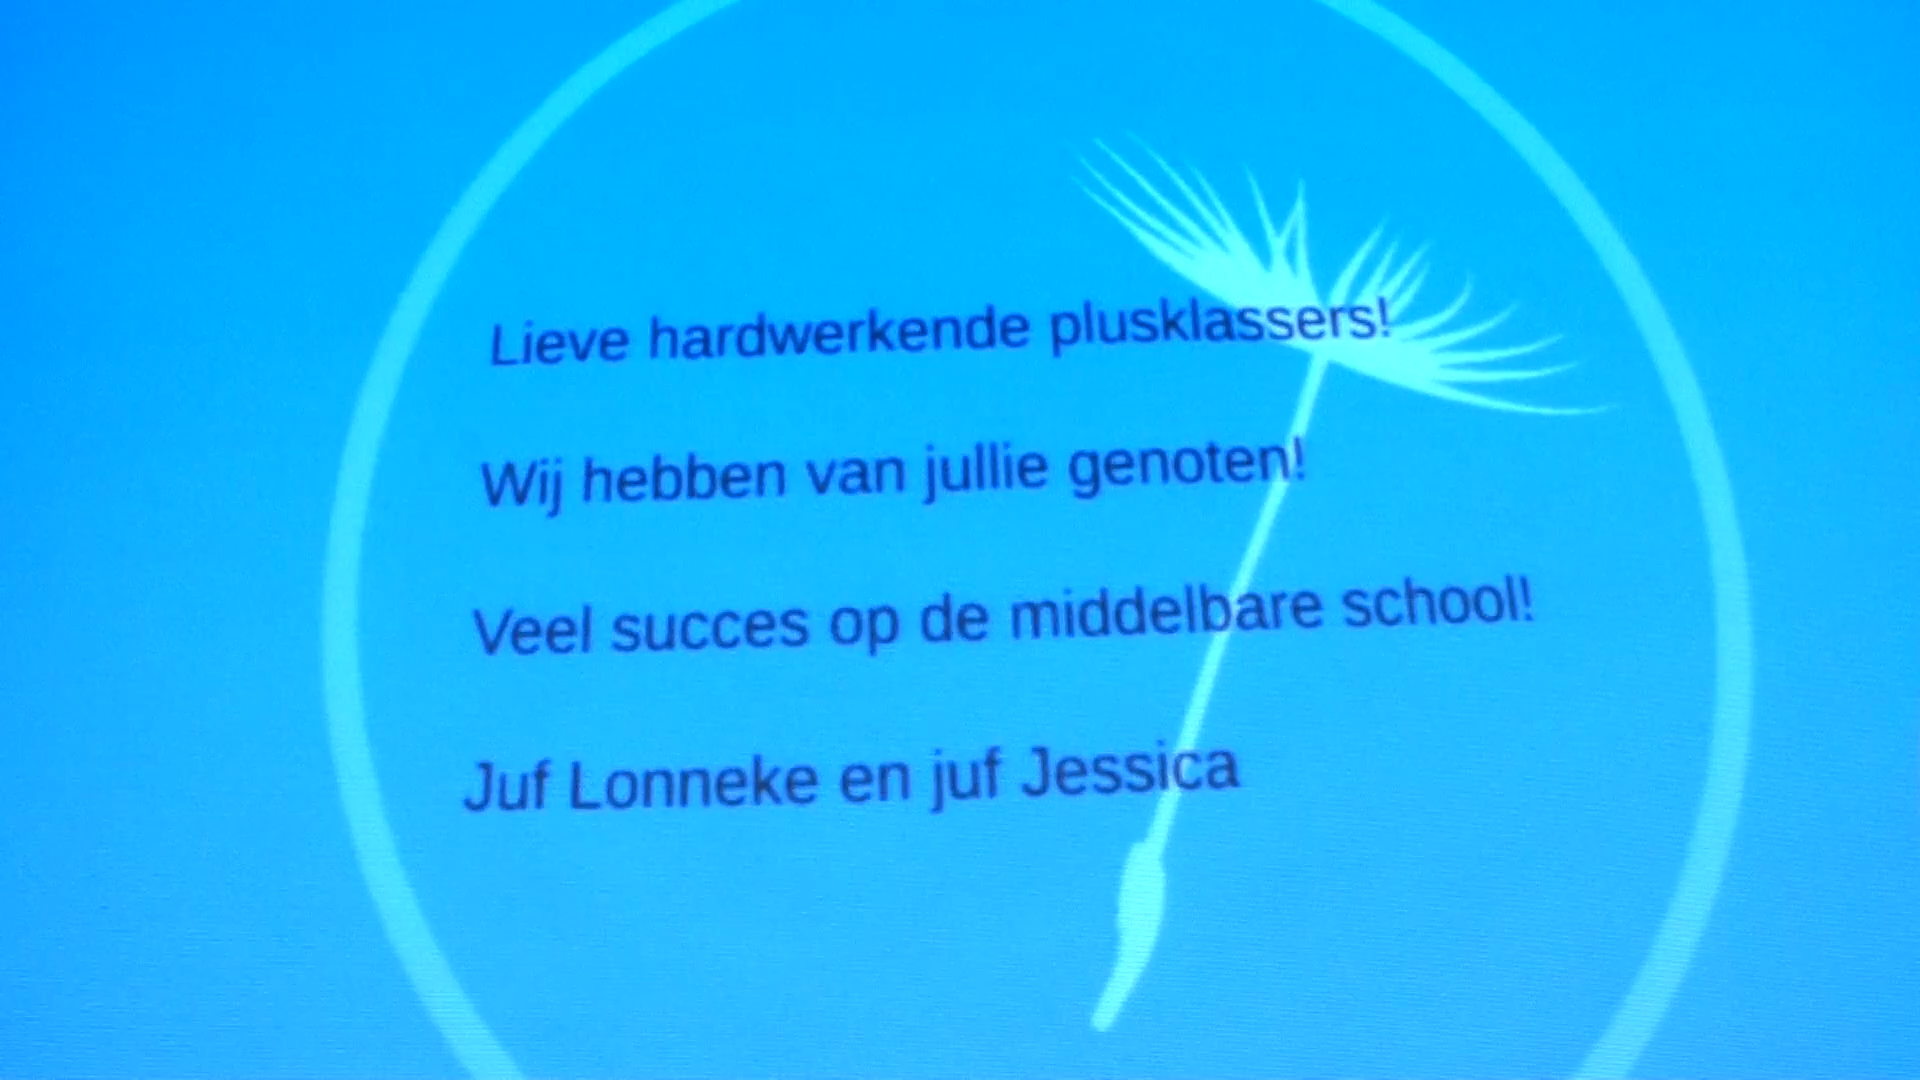 Lieve hardwerkende plusklassers!
Wij hebben van jullie genoten!
Veel succes op de middelbare school!
Juf Lonneke en juf Jessica